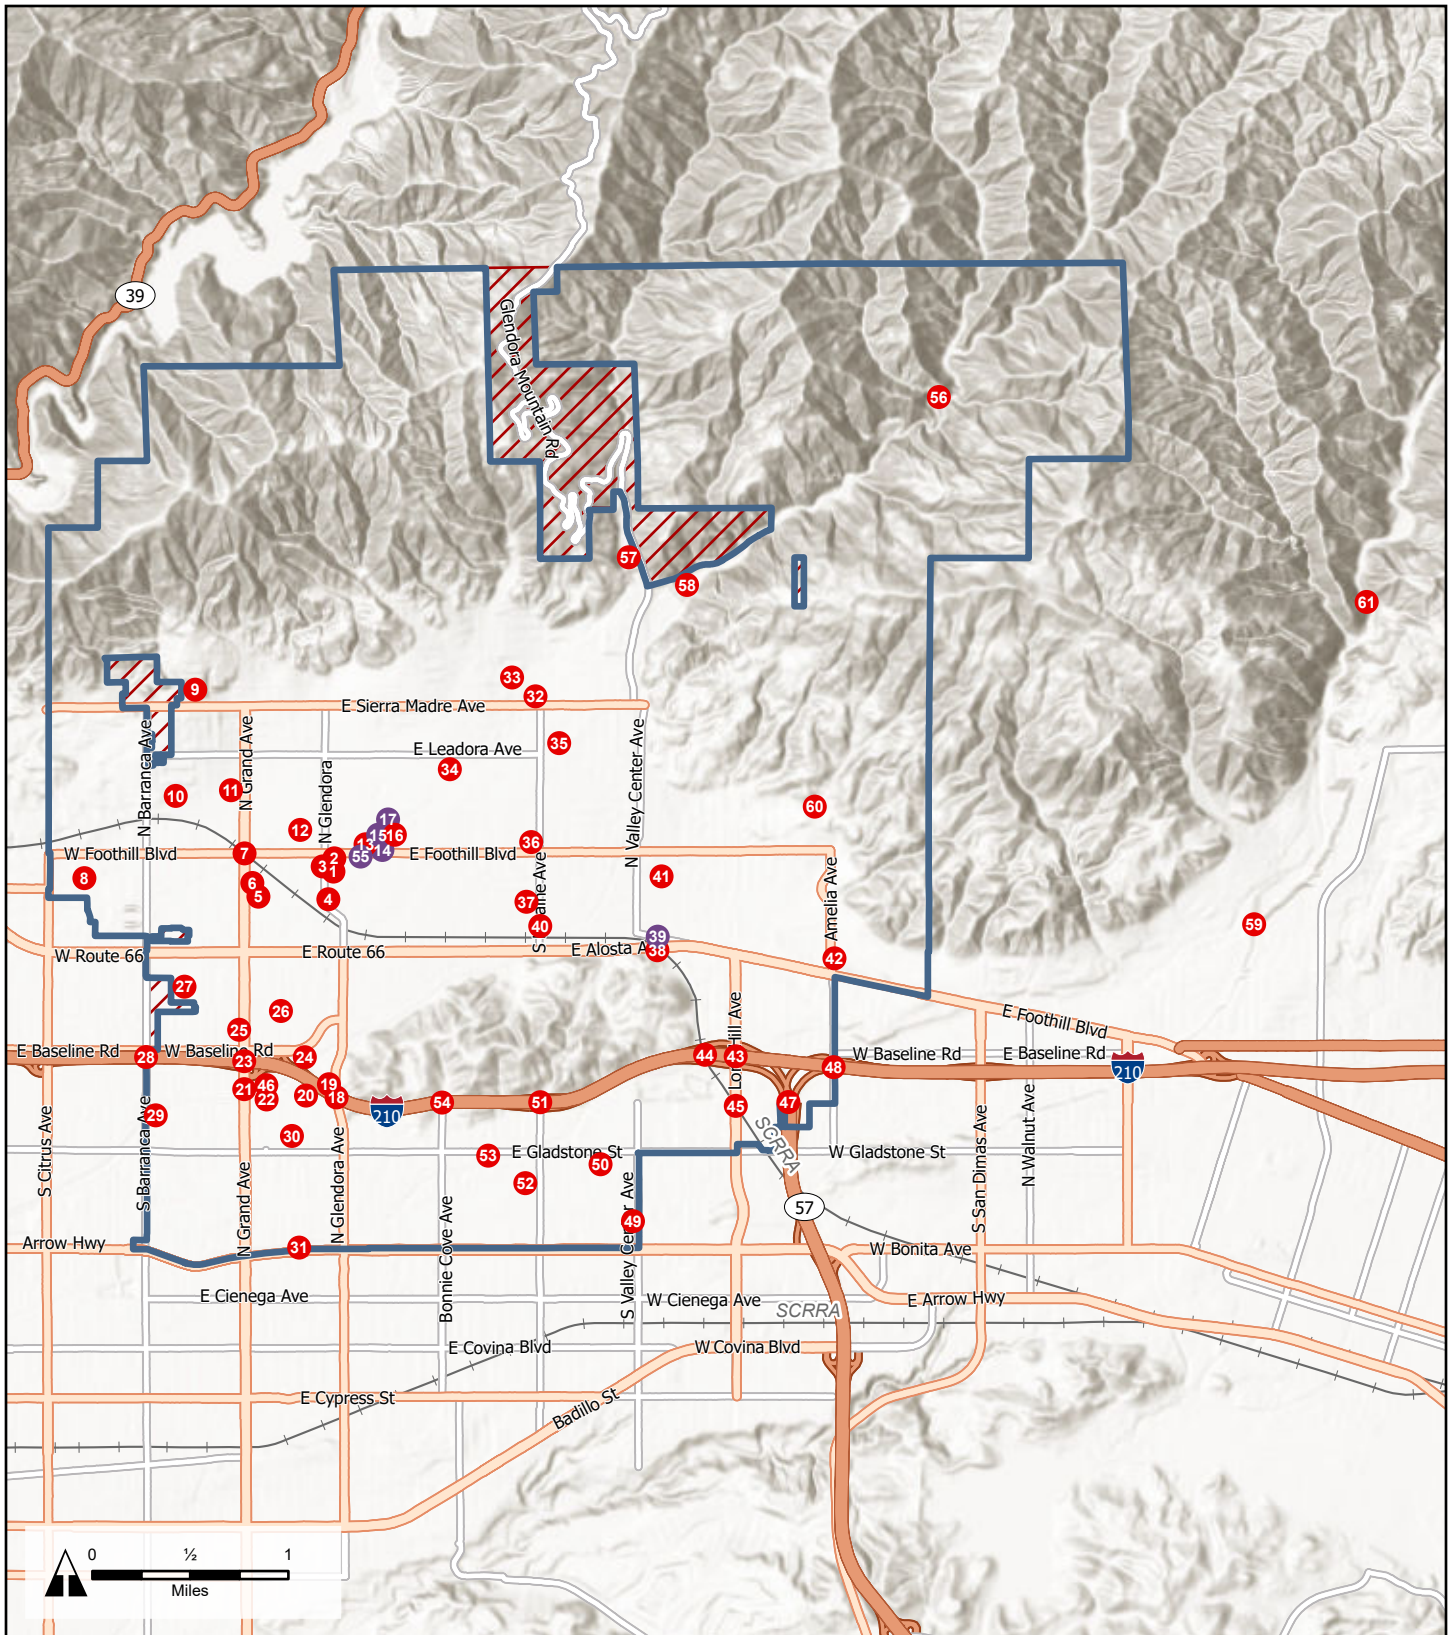 39
Glendora Mountain Rd
56
57
58
61
9
33
32
E Sierra Madre Ave
N Barranca Ave
N Grand Ave
N Glendora
E Leadora Ave
35
34
N Valley Center Ave
10
11
60
12
17
15
16
13
14
55
36
W Foothill Blvd
7
3
2
1
E Foothill Blvd
8
6
5
4
41
Amelia Ave
37
40
39
38
59
W Route 66
E Route 66
E Alosta A
42
27
26
25
E Foothill Blvd
E Baseline Rd
28
W Baseline Rd
23
24
44
43
48
W Baseline Rd
E Baseline Rd
210
21
46
22
20
19
18
210
54
51
45
47
29
30
S Citrus Ave
S Barranca Ave
N Grand Ave
N Glendora Ave
53
E Gladstone St
50
52
49
SCRRA
W Gladstone St
S San Dimas Ave
N Walnut Ave
57
Arrow Hwy
31
Bonnie Cove Ave
W Bonita Ave
E Cienega Ave
W Cienega Ave
SCRRA
E Arrow Hwy
E Covina Blvd
W Covina Blvd
E Cypress St
Badillo St
0 ½ 1
Miles